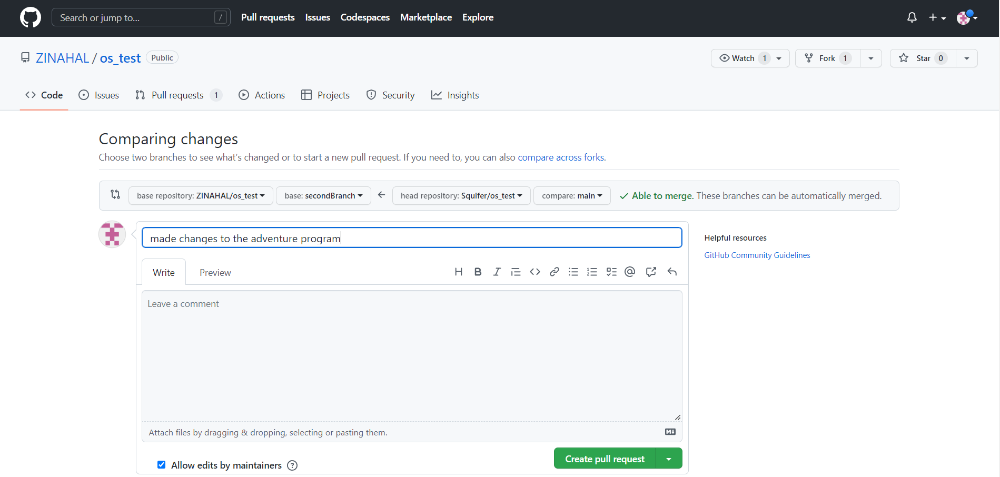 Search or jump to... / Pull requests Issues Codespaces Marketplace Explore
ZINAHAL / os_test Public Watch 1 Fork 1 Star 0
Code Issues Pull requests 1 Actions Projects Security Insights
Comparing changes
Choose two branches to see what's changed or to start a new pull request. If you need to, you can also compare across forks.
base repository: ZINAHAL/os_test base: secondBranch head repository: Squifer/os_test compare: main Able to merge. These branches can be automatically merged.
made changes to the adventure program
Helpful resources
GitHub Community Guidelines
Write Preview
Leave a comment
Attach files by dragging & dropping, selecting or pasting them.
Allow edits by maintainers
Create pull request